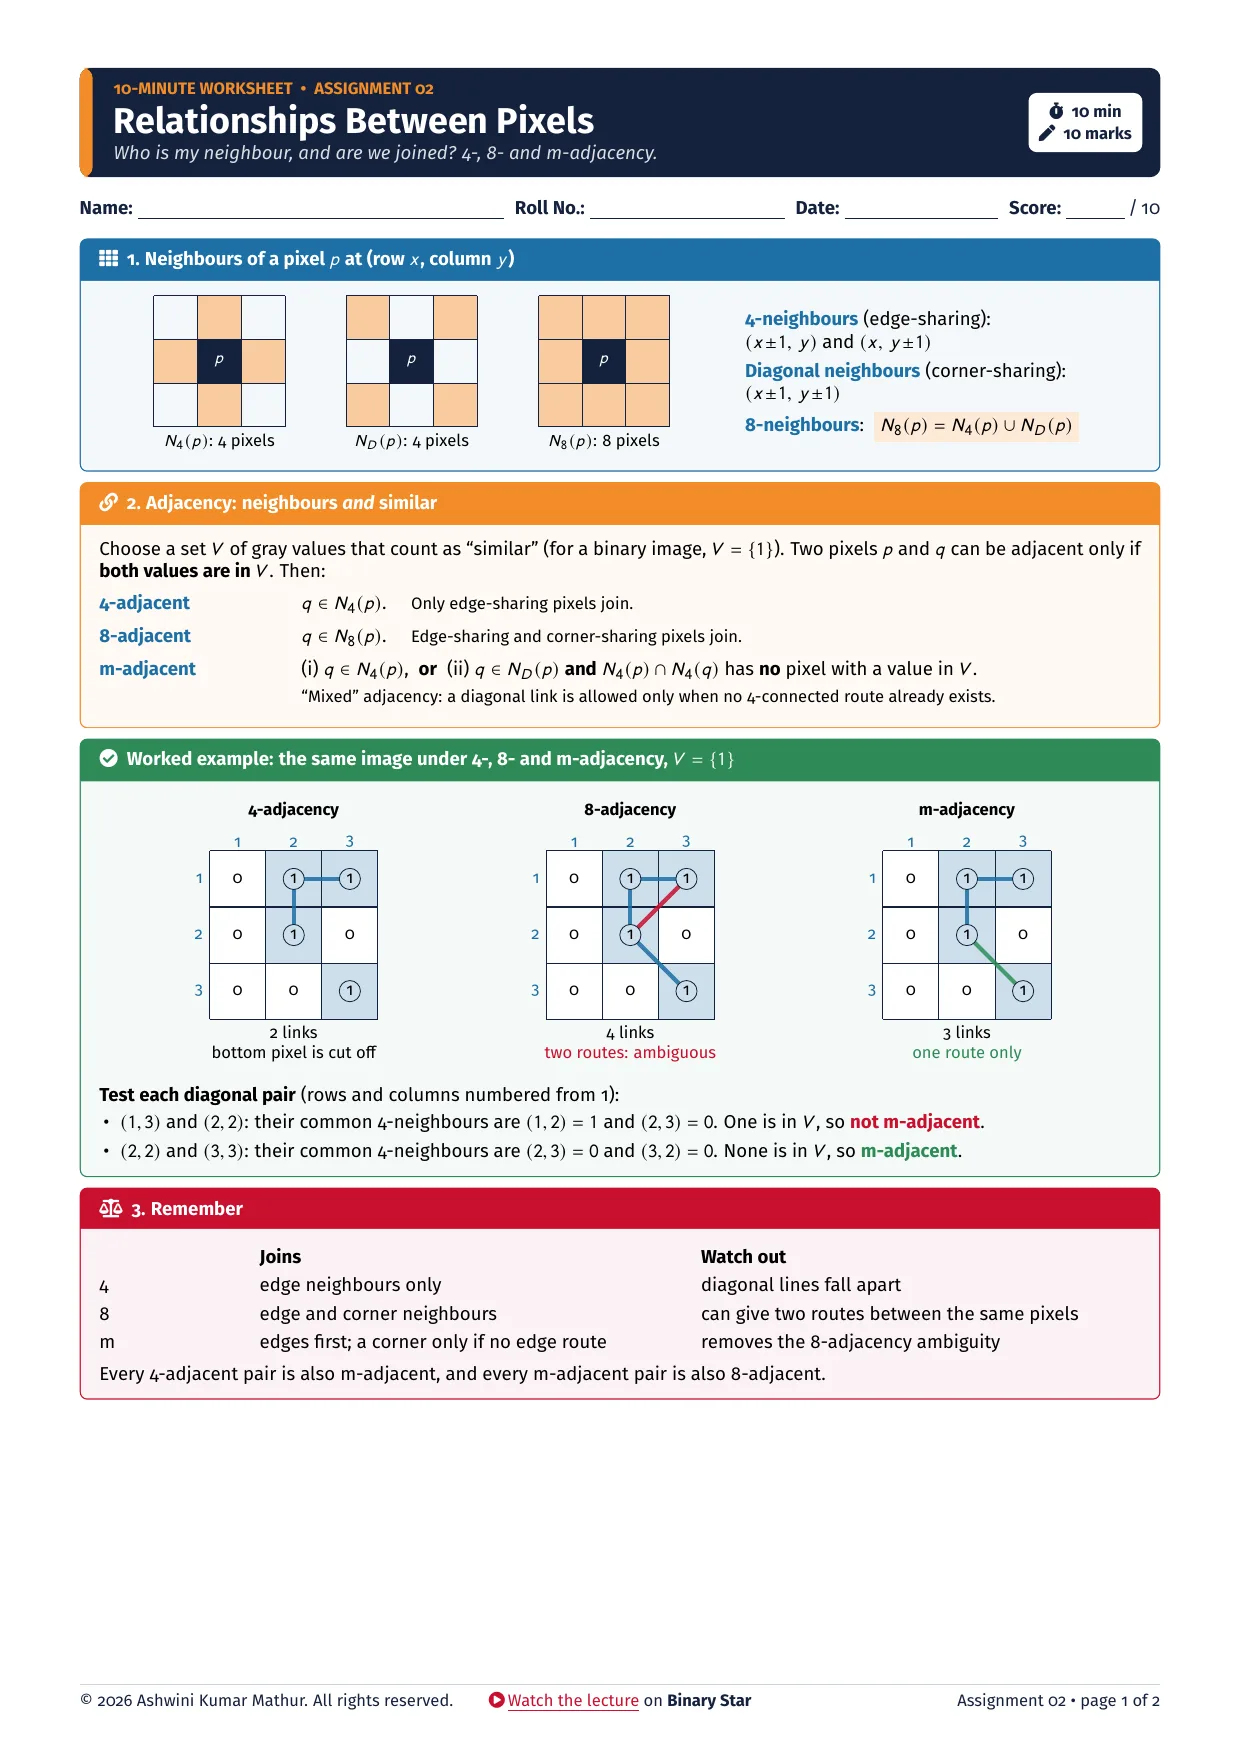 10-MINUTE WORKSHEET • ASSIGNMENT 02
Relationships Between Pixels
Who is my neighbour, and are we joined? 4-, 8- and m-adjacency.
10 min
10 marks
Name: Roll No.: Date: Score: / 10
1. Neighbours of a pixel p at (row x, column y)
p
p
p
N4(p): 4 pixels
ND(p): 4 pixels
N8(p): 8 pixels
4-neighbours (edge-sharing):
(x±1, y) and (x, y±1)
Diagonal neighbours (corner-sharing):
(x±1, y±1)
8-neighbours: N8(p) = N4(p) ∪ ND(p)
2. Adjacency: neighbours and similar
Choose a set V of gray values that count as “similar” (for a binary image, V = {1}). Two pixels p and q can be adjacent only if
both values are in V. Then:
4-adjacent q ∈ N4(p). Only edge-sharing pixels join.
8-adjacent q ∈ N8(p). Edge-sharing and corner-sharing pixels join.
m-adjacent (i) q ∈ N4(p), or (ii) q ∈ ND(p) and N4(p) ∩ N4(q) has no pixel with a value in V.
“Mixed” adjacency: a diagonal link is allowed only when no 4-connected route already exists.
Worked example: the same image under 4-, 8- and m-adjacency, V = {1}
4-adjacency
1 2 3
1 0 1 1
2 0 1 0
3 0 0 1
2 links
bottom pixel is cut off
8-adjacency
1 2 3
1 0 1 1
2 0 1 0
3 0 0 1
4 links
two routes: ambiguous
m-adjacency
1 2 3
1 0 1 1
2 0 1 0
3 0 0 1
3 links
one route only
Test each diagonal pair (rows and columns numbered from 1):
• (1, 3) and (2, 2): their common 4-neighbours are (1, 2) = 1 and (2, 3) = 0. One is in V, so not m-adjacent.
• (2, 2) and (3, 3): their common 4-neighbours are (2, 3) = 0 and (3, 2) = 0. None is in V, so m-adjacent.
3. Remember
Joins Watch out
4 edge neighbours only diagonal lines fall apart
8 edge and corner neighbours can give two routes between the same pixels
m edges first; a corner only if no edge route removes the 8-adjacency ambiguity
Every 4-adjacent pair is also m-adjacent, and every m-adjacent pair is also 8-adjacent.
© 2026 Ashwini Kumar Mathur. All rights reserved. Watch the lecture on Binary Star Assignment 02 • page 1 of 2